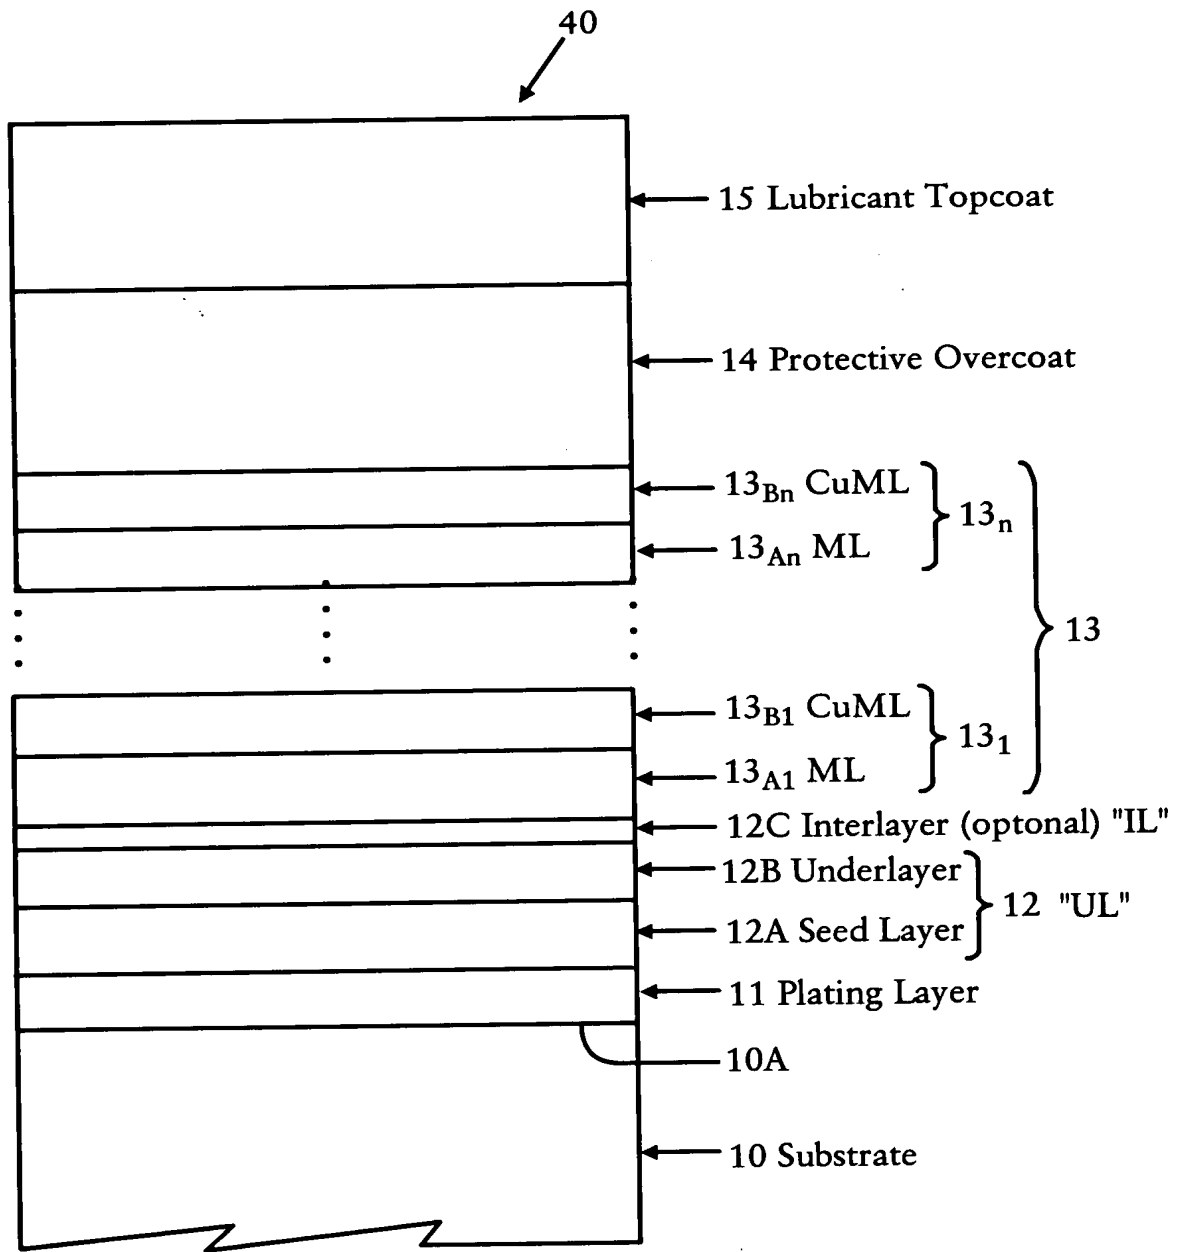 40
15 Lubricant Topcoat
14 Protective Overcoat
13Bn CuML
13n
13An ML
13
13B1 CuML
131
13A1 ML
12C Interlayer (optonal) "IL"
12B Underlayer
12 "UL"
12A Seed Layer
11 Plating Layer
10A
10 Substrate